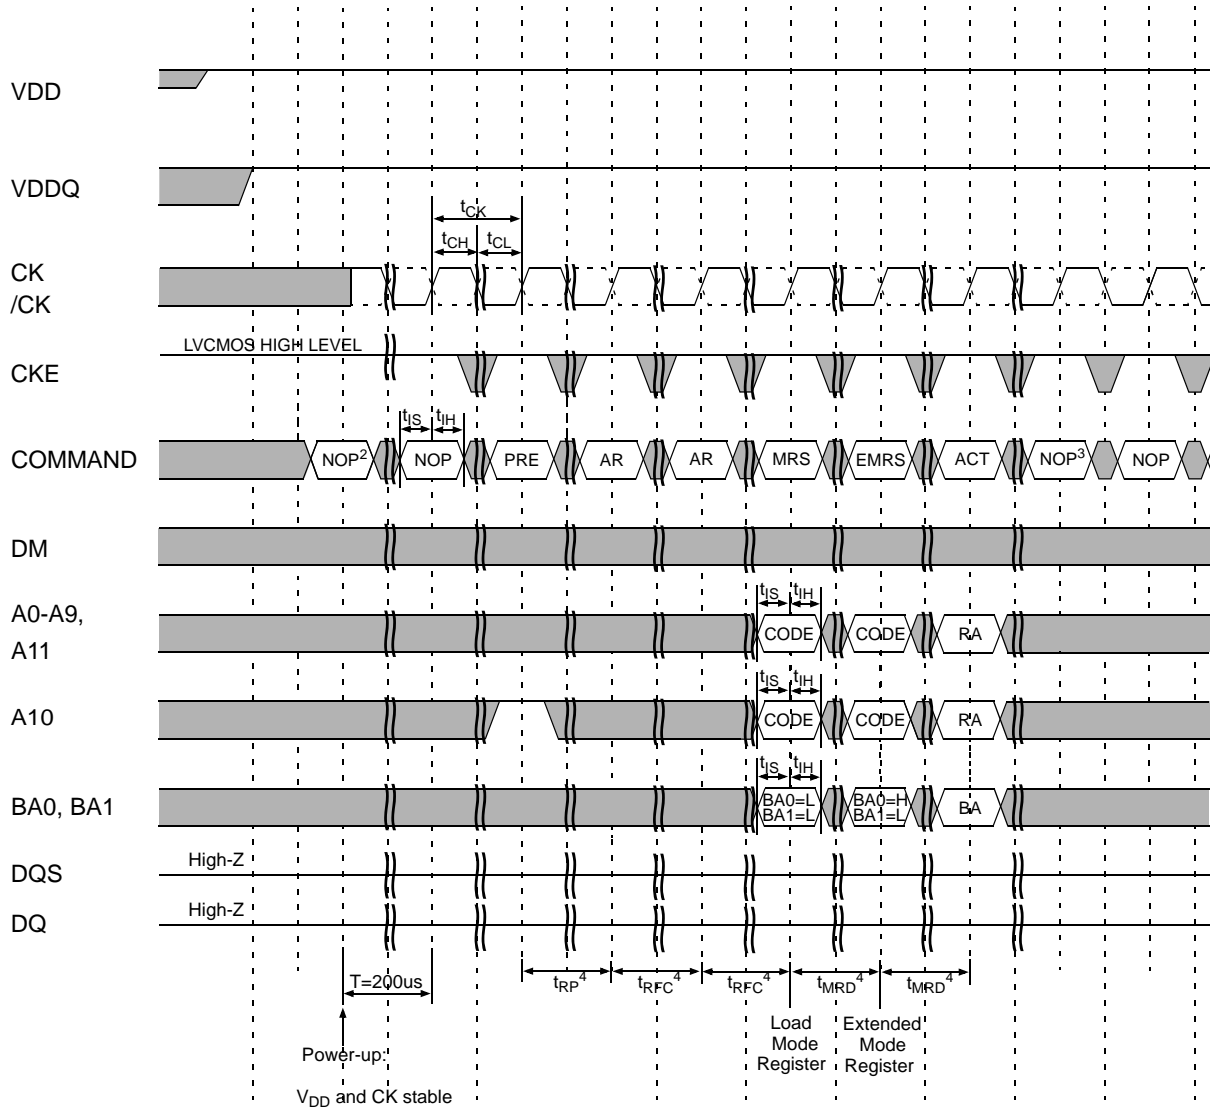 VDD
VDDQ
tCK
tCH tCL
CK
/CK
LVCMOS HIGH LEVEL
CKE
tIS tIH
COMMAND NOP2 NOP PRE AR AR MRS EMRS ACT NOP3 NOP
DM
tIS tIH
A0-A9,
A11
CODE CODE RA
tIS tIH
A10 CODE CODE RA
tIS tIH
BA0, BA1
BA0=L BA0=H
BA1=L BA1=L
BA
High-Z
DQS
High-Z
DQ
T=200us tRP4 tRFC4 tRFC4 tMRD4 tMRD4
Load Extended
Mode Mode
Register Register
Power-up:
VDD and CK stable